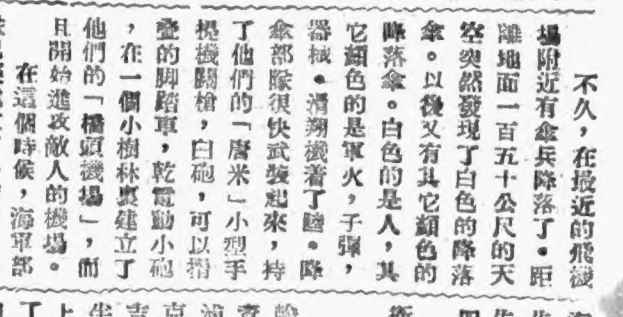 不久，在最近的飛機
場附近有傘兵降落了。距
離地面一百五十公尺的天
空突然發現了白色的降落
傘。以後又有其它顏色的
降落傘。白色的是人，其
它顏色的是軍火，子彈，
器械。滑翔機着了陸。降
傘部隊很快武裝起來，持
了他們的「唐米」小型手
提機關槍，臼砲，可以摺
疊的脚踏車，乾電動小砲
，在一個小樹林裏建立了
他們的「橋頭機場」，而
且開始進攻敵人的機場。
在這個時候，海軍部